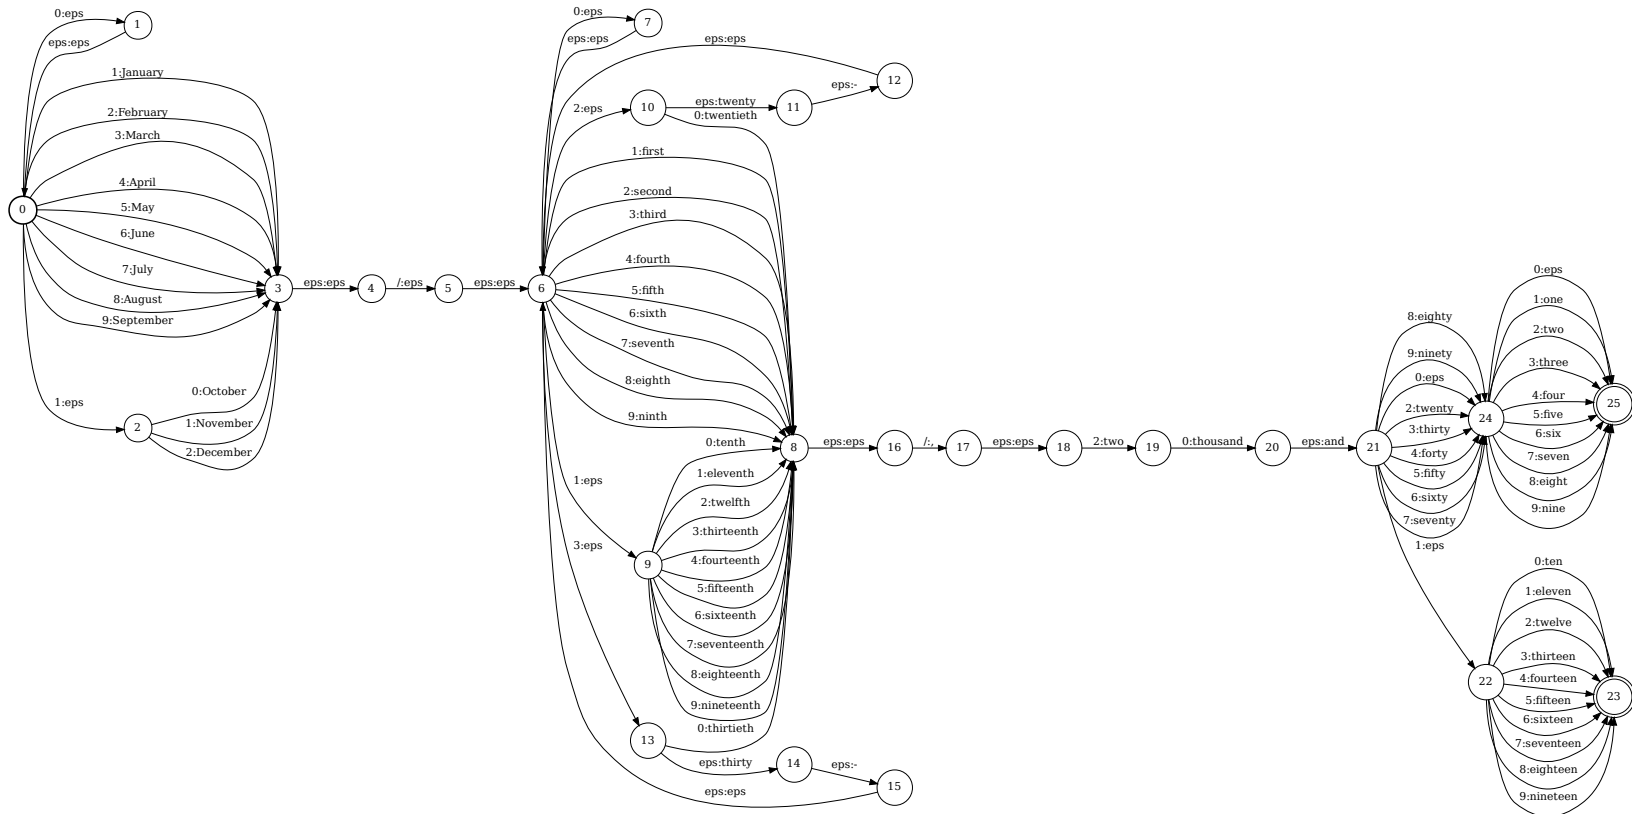 0:eps
1
eps:eps
1:January
2:February
3:March
4:April
0
5:May
6:June
7:July
8:August
9:September
1:eps
2
0:October
1:November
2:December
3
eps:eps
4
/:eps
5
eps:eps
6
0:eps
7
eps:eps
eps:eps
12
2:eps
10
eps:twenty
11
eps:-
0:twentieth
1:first
2:second
3:third
4:fourth
5:fifth
6:sixth
7:seventh
8:eighth
9:ninth
1:eps
3:eps
9
0:tenth
1:eleventh
2:twelfth
3:thirteenth
4:fourteenth
5:fifteenth
6:sixteenth
7:seventeenth
8:eighteenth
9:nineteenth
0:thirtieth
13
eps:thirty
14
eps:-
15
eps:eps
8
eps:eps
16
/:,
17
eps:eps
18
2:two
19
0:thousand
20
eps:and
21
8:eighty
9:ninety
0:eps
2:twenty
3:thirty
4:forty
5:fifty
6:sixty
7:seventy
1:eps
24
0:eps
1:one
2:two
3:three
4:four
5:five
6:six
7:seven
8:eight
9:nine
25
22
0:ten
1:eleven
2:twelve
3:thirteen
4:fourteen
5:fifteen
6:sixteen
7:seventeen
8:eighteen
9:nineteen
23